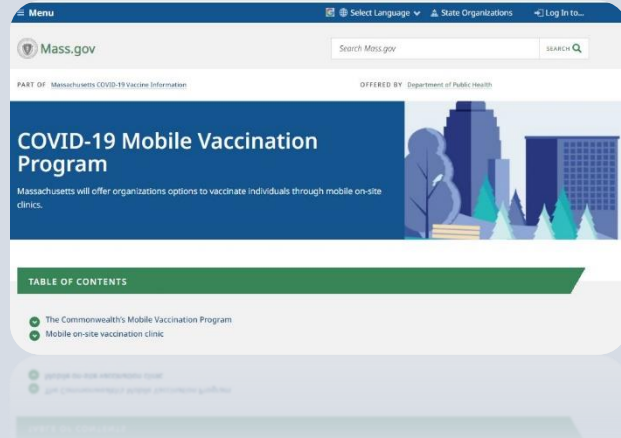 Menu
Select Language
State Organizations
Log In to...
Mass.gov
Search Mass.gov
SEARCH
PART OF Massachusetts COVID-19 Vaccine Information
OFFERED BY Department of Public Health
COVID-19 Mobile Vaccination
Program
Massachusetts will offer organizations options to vaccinate individuals through mobile on-site
clinics.
TABLE OF CONTENTS
The Commonwealth's Mobile Vaccination Program
Mobile on-site vaccination clinic